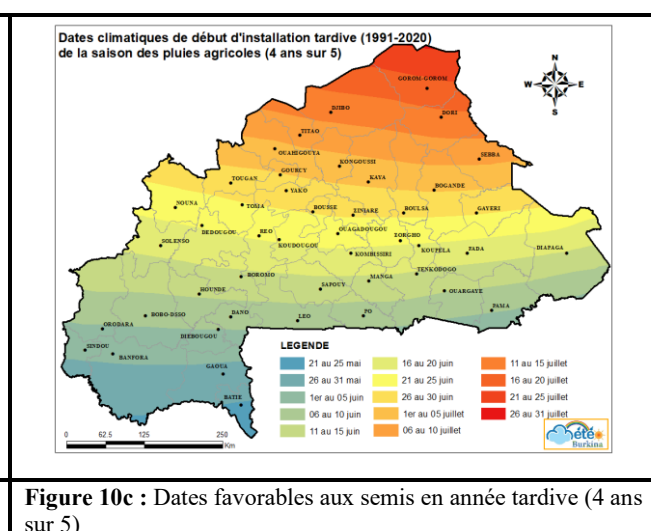 Dates climatiques de début d'installation tardive (1991-2020)
de la saison des pluies agricoles (4 ans sur 5)
N
W E
S
GOROM-GOROM
DJIBO
DORI
TITAO
OUAHIGOUYA
KONGOUSSI
SEBBA
GOURCY
TOUGAN
KAYA
YAKO
BOGANDE
NOUNA
TOMA
BOUSSE
ZINIARE
BOULSA
GAYERI
DEDOUGOU
REO
OUAGADOUGOU
SOLENSO
KOUDOUGOU
ZORGHO
KOUPELA
FADA
DIAPAGA
KOMBISSIRI
BOROMO
TENKODOGO
MANGA
HOUNDE
SAPOUY
OUARGAYE
BOBO-DSSO
DANO
LEO
PO
PAMA
ORODARA
DIEBOUGOU
SINDOU
BANFORA
GAOUA
BATIE
LEGENDE
21 au 25 mai 16 au 20 juin 11 au 15 juillet
26 au 31 mai 21 au 25 juin 16 au 20 juillet
1er au 05 juin 26 au 30 juin 21 au 25 juillet
06 au 10 juin 1er au 05 juillet 26 au 31 juillet
11 au 15 juin 06 au 10 juillet
0 62.5 125 250
Km
Météo
Burkina
Figure 10c : Dates favorables aux semis en année tardive (4 ans
sur 5)